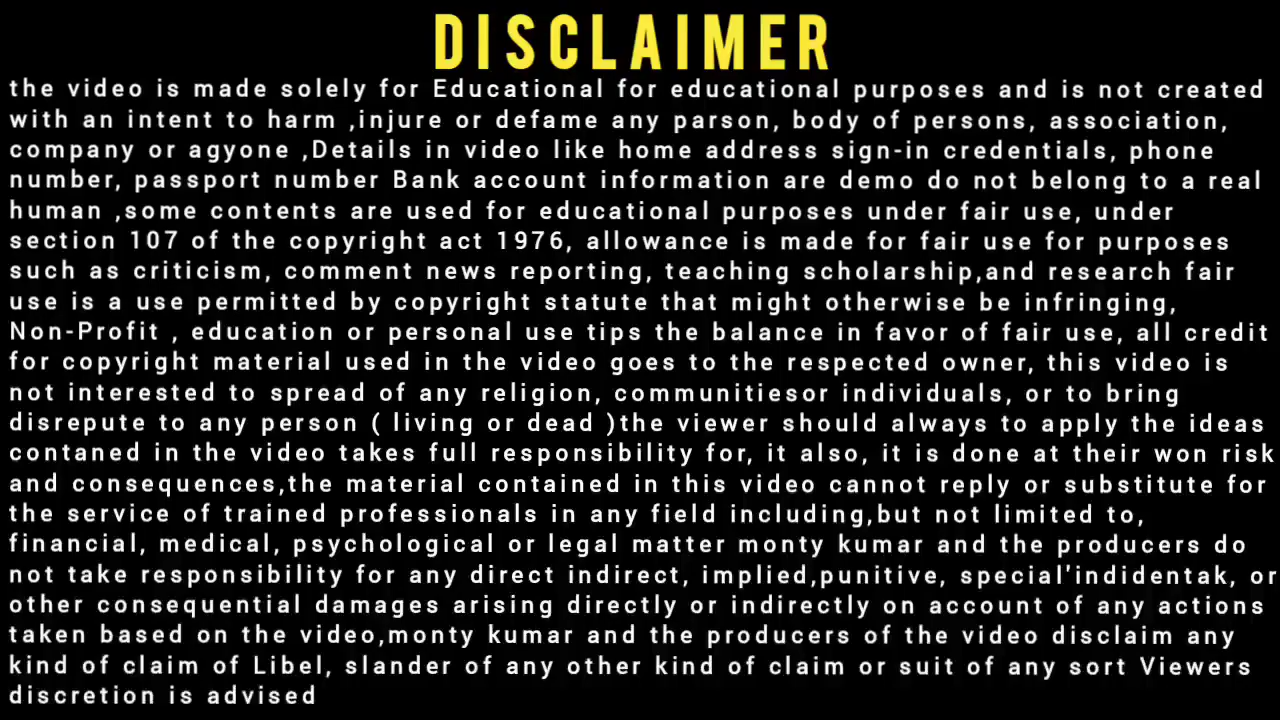 DISCLAIMER
the video is made solely for Educational for educational purposes and is not created
with an intent to harm ,injure or defame any parson, body of persons, association,
company or agyone ,Details in video like home address sign-in credentials, phone
number, passport number Bank account information are demo do not belong to a real
human ,some contents are used for educational purposes under fair use, under
section 107 of the copyright act 1976, allowance is made for fair use for purposes
such as criticism, comment news reporting, teaching scholarship,and research fair
use is a use permitted by copyright statute that might otherwise be infringing,
Non-Profit , education or personal use tips the balance in favor of fair use, all credit
for copyright material used in the video goes to the respected owner, this video is
not interested to spread of any religion, communitiesor individuals, or to bring
disrepute to any person ( living or dead )the viewer should always to apply the ideas
contaned in the video takes full responsibility for, it also, it is done at their won risk
and consequences,the material contained in this video cannot reply or substitute for
the service of trained professionals in any field including,but not limited to,
financial, medical, psychological or legal matter monty kumar and the producers do
not take responsibility for any direct indirect, implied,punitive, special'indidentak, or
other consequential damages arising directly or indirectly on account of any actions
taken based on the video,monty kumar and the producers of the video disclaim any
kind of claim of Libel, slander of any other kind of claim or suit of any sort Viewers
discretion is advised